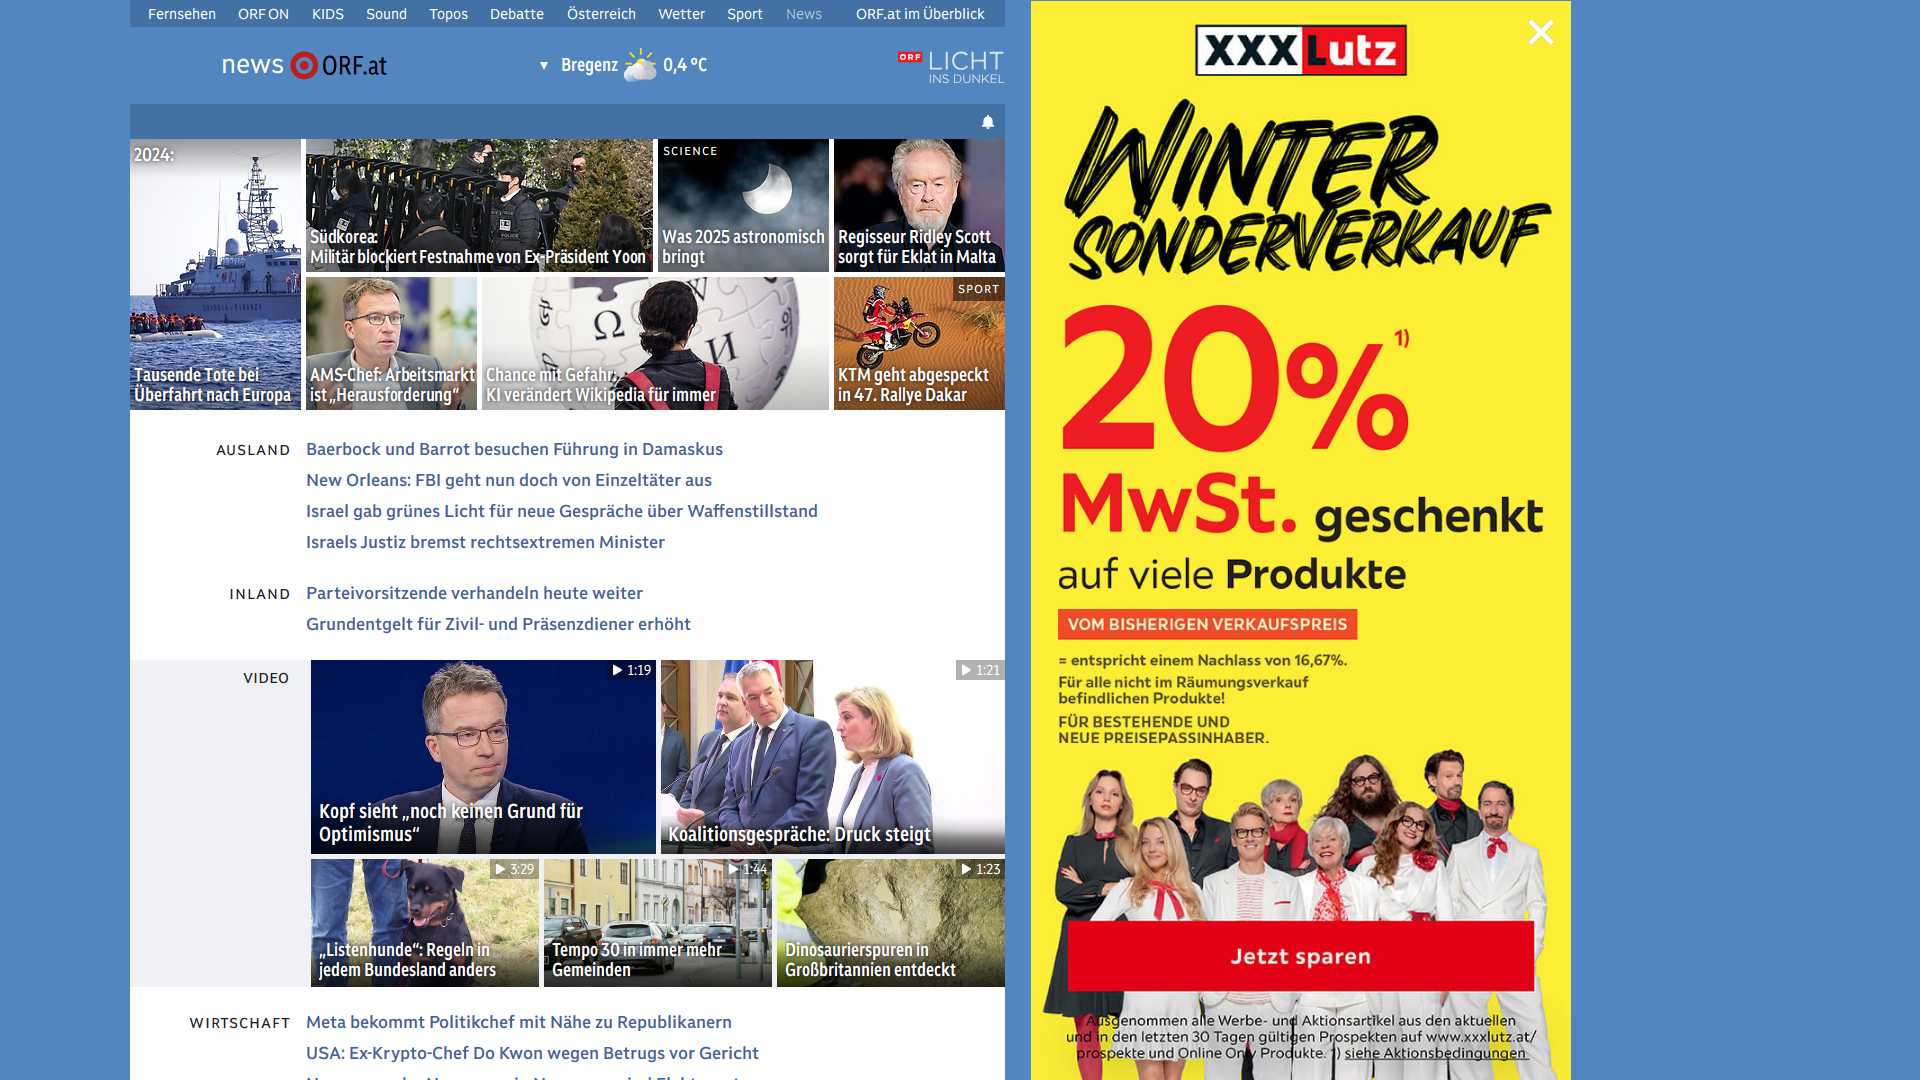 Fernsehen ORF ON KIDS Sound Topos Debatte Österreich Wetter Sport News ORF.at im Überblick
news ORF.at
▼ Bregenz 0,4 °C
ORF LICHT
INS DUNKEL
2024:
Tausende Tote bei
Überfahrt nach Europa
Südkorea:
Militär blockiert Festnahme von Ex-Präsident Yoon
SCIENCE
Was 2025 astronomisch
bringt
Regisseur Ridley Scott
sorgt für Eklat in Malta
AMS-Chef: Arbeitsmarkt
ist „Herausforderung“
Chance mit Gefahr:
KI verändert Wikipedia für immer
SPORT
KTM geht abgespeckt
in 47. Rallye Dakar
AUSLAND
Baerbock und Barrot besuchen Führung in Damaskus
New Orleans: FBI geht nun doch von Einzeltäter aus
Israel gab grünes Licht für neue Gespräche über Waffenstillstand
Israels Justiz bremst rechtsextremen Minister
INLAND
Parteivorsitzende verhandeln heute weiter
Grundentgelt für Zivil- und Präsenzdiener erhöht
VIDEO
1:19
Kopf sieht „noch keinen Grund für
Optimismus“
1:21
Koalitionsgespräche: Druck steigt
3:29
„Listenhunde“: Regeln in
jedem Bundesland anders
1:44
Tempo 30 in immer mehr
Gemeinden
1:23
Dinosaurierspuren in
Großbritannien entdeckt
WIRTSCHAFT
Meta bekommt Politikchef mit Nähe zu Republikanern
USA: Ex-Krypto-Chef Do Kwon wegen Betrugs vor Gericht
XXXLutz
WINTER
SONDERVERKAUF
20% 1)
MwSt. geschenkt
auf viele Produkte
VOM BISHERIGEN VERKAUFSPREIS
= entspricht einem Nachlass von 16,67%.
Für alle nicht im Räumungsverkauf
befindlichen Produkte!
FÜR BESTEHENDE UND
NEUE PREISEPASSINHABER.
Jetzt sparen
Ausgenommen alle Werbe- und Aktionsartikel aus den aktuellen
und in den letzten 30 Tagen gültigen Prospekten auf www.xxxlutz.at/
prospekte und Online Only Produkte. 1) siehe Aktionsbedingungen